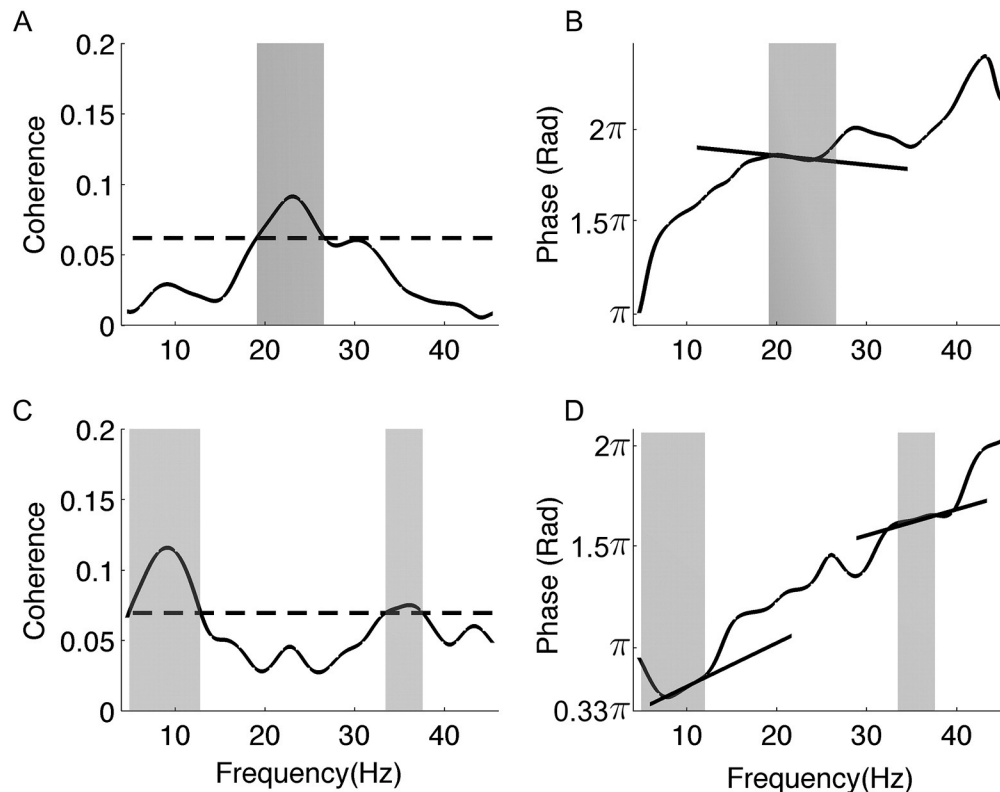 A
0.2
0.15
0.1
0.05
0
Coherence
10 20 30 40
B
2π
1.5π
π
Phase (Rad)
10 20 30 40
C
0.2
0.15
0.1
0.05
0
Coherence
10 20 30 40
Frequency(Hz)
D
2π
1.5π
π
0.33π
Phase (Rad)
10 20 30 40
Frequency(Hz)